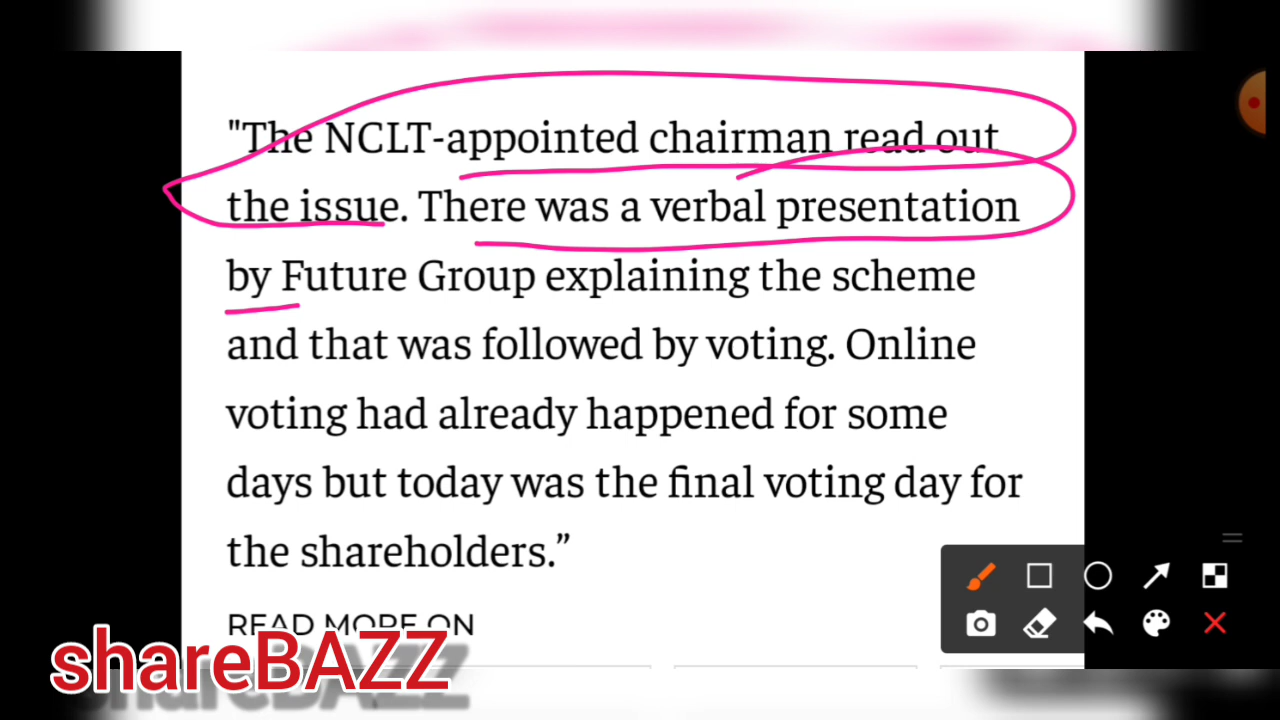 "The NCLT-appointed chairman read out
the issue. There was a verbal presentation
by Future Group explaining the scheme
and that was followed by voting. Online
voting had already happened for some
days but today was the final voting day for
the shareholders.”
READ MORE ON
shareBAZZ